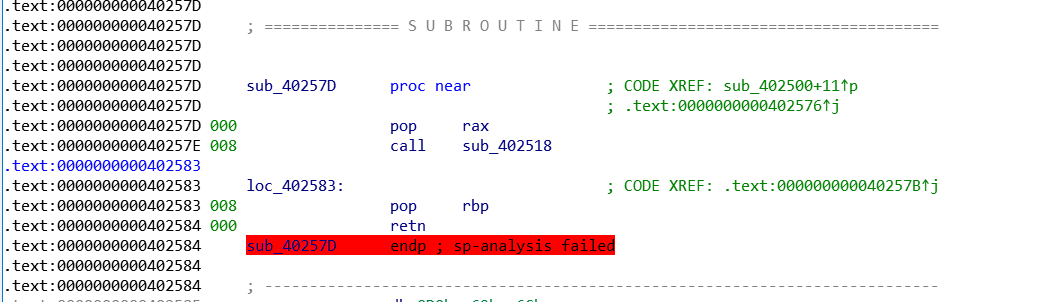 .text:000000000040257D
.text:000000000040257D ; =============== S U B R O U T I N E =======================================
.text:000000000040257D
.text:000000000040257D
.text:000000000040257D sub_40257D proc near ; CODE XREF: sub_402500+11↑p
.text:000000000040257D ; .text:0000000000402576↑j
.text:000000000040257D 000 pop rax
.text:000000000040257E 008 call sub_402518
.text:0000000000402583
.text:0000000000402583 loc_402583: ; CODE XREF: .text:000000000040257B↑j
.text:0000000000402583 008 pop rbp
.text:0000000000402584 000 retn
.text:0000000000402584 sub_40257D endp ; sp-analysis failed
.text:0000000000402584
.text:0000000000402584 ; ---------------------------------------------------------------------------